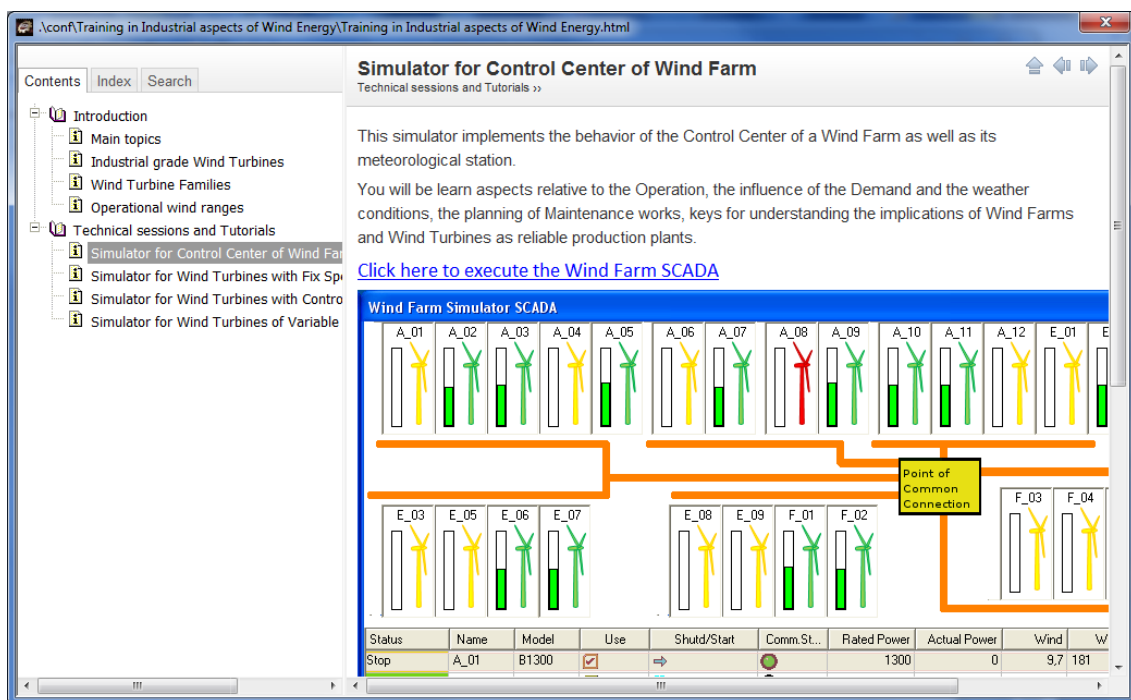 .\conf\Training in Industrial aspects of Wind Energy\Training in Industrial aspects of Wind Energy.html
Contents Index Search
Introduction
Main topics
Industrial grade Wind Turbines
Wind Turbine Families
Operational wind ranges
Technical sessions and Tutorials
Simulator for Control Center of Wind Far
Simulator for Wind Turbines with Fix Spe
Simulator for Wind Turbines with Contro
Simulator for Wind Turbines of Variable
Simulator for Control Center of Wind Farm
Technical sessions and Tutorials ››
This simulator implements the behavior of the Control Center of a Wind Farm as well as its
meteorological station.
You will be learn aspects relative to the Operation, the influence of the Demand and the weather
conditions, the planning of Maintenance works, keys for understanding the implications of Wind Farms
and Wind Turbines as reliable production plants.
Click here to execute the Wind Farm SCADA
Wind Farm Simulator SCADA
A_01 A_02 A_03 A_04 A_05 A_06 A_07 A_08 A_09 A_10 A_11 A_12 E_01 E
Point of
Common
Connection
F_03 F_04
E_03 E_05 E_06 E_07 E_08 E_09 F_01 F_02
Status Name Model Use Shutd/Start Comm.St... Rated Power Actual Power Wind W
Stop A_01 B1300 1300 0 9,7 181